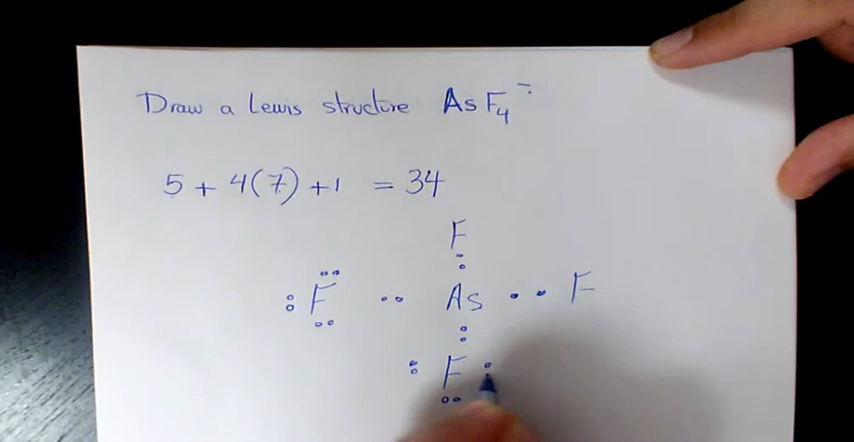 Draw a Lewis structure AsF₄⁻:
5 + 4(7) + 1 = 34
F
F As F
F